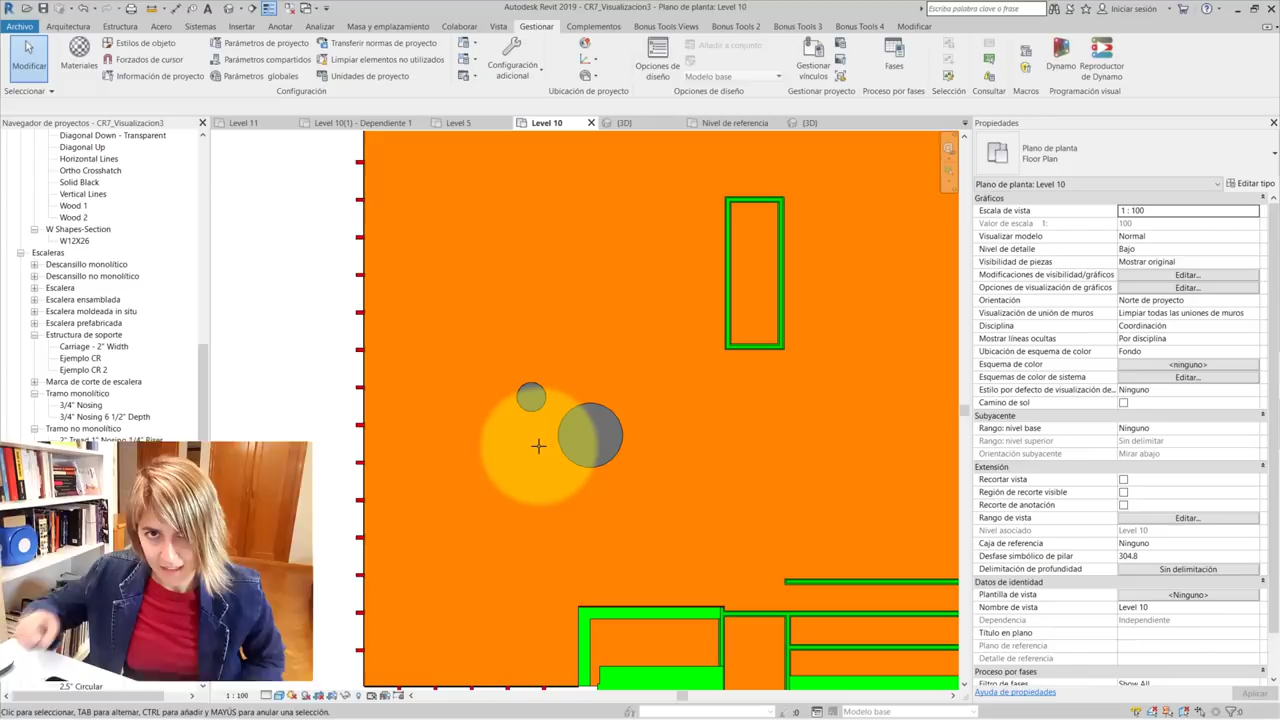 Autodesk Revit 2019 - CR7_Visualizacion3 - Plano de planta: Level 10
Escriba palabra clave o frase
Iniciar sesión
Archivo Arquitectura Estructura Acero Sistemas Insertar Anotar Analizar Masa y emplazamiento Colaborar Vista Gestionar Complementos Bonus Tools Views Bonus Tools 2 Bonus Tools 3 Bonus Tools 4 Modificar
Modificar
Materiales
Estilos de objeto
Forzados de cursor
Información de proyecto
Parámetros de proyecto
Parámetros compartidos
Parámetros globales
Transferir normas de proyecto
Limpiar elementos no utilizados
Unidades de proyecto
Configuración adicional
Opciones de diseño
Añadir a conjunto
Modelo base
Gestionar vínculos
Fases
Dynamo
Reproductor de Dynamo
Seleccionar Configuración Ubicación de proyecto Opciones de diseño Gestionar proyecto Proceso por fases Selección Consultar Macros Programación visual
Navegador de proyectos - CR7_Visualizacion3
Level 11 Level 10(1) - Dependiente 1 Level 5 Level 10 {3D} Nivel de referencia {3D}
Diagonal Down - Transparent
Diagonal Up
Horizontal Lines
Ortho Crosshatch
Solid Black
Vertical Lines
Wood 1
Wood 2
W Shapes-Section
W12X26
Escaleras
Descansillo monolítico
Descansillo no monolítico
Escalera
Escalera ensamblada
Escalera moldeada in situ
Escalera prefabricada
Estructura de soporte
Carriage - 2" Width
Ejemplo CR
Ejemplo CR 2
Marca de corte de escalera
Tramo monolítico
3/4" Nosing
3/4" Nosing 6 1/2" Depth
Tramo no monolítico
2" Tread 1" Nosing 1/4" Riser
2.5" Circular
Propiedades
Plano de planta
Floor Plan
Plano de planta: Level 10
Editar tipo
Gráficos
Escala de vista 1 : 100
Valor de escala 1: 100
Visualizar modelo Normal
Nivel de detalle Bajo
Visibilidad de piezas Mostrar original
Modificaciones de visibilidad/gráficos Editar...
Opciones de visualización de gráficos Editar...
Orientación Norte de proyecto
Visualización de unión de muros Limpiar todas las uniones de muros
Disciplina Coordinación
Mostrar líneas ocultas Por disciplina
Ubicación de esquema de color Fondo
Esquema de color <ninguno>
Esquemas de color de sistema Editar...
Estilo por defecto de visualización de... Ninguno
Camino de sol
Subyacente
Rango: nivel base Ninguno
Rango: nivel superior Sin delimitar
Orientación subyacente Mirar abajo
Extensión
Recortar vista
Región de recorte visible
Recorte de anotación
Rango de vista Editar...
Nivel asociado Level 10
Caja de referencia Ninguno
Desfase simbólico de pilar 304.8
Delimitación de profundidad Sin delimitación
Datos de identidad
Plantilla de vista <Ninguno>
Nombre de vista Level 10
Dependencia Independiente
Título en plano
Plano de referencia
Detalle de referencia
Proceso por fases
Filtro de fases Show All
Ayuda de propiedades
Aplicar
1 : 100
Clic para seleccionar, TAB para alternar, CTRL para añadir y MAYÚS para anular una selección.
:0
Modelo base
:0